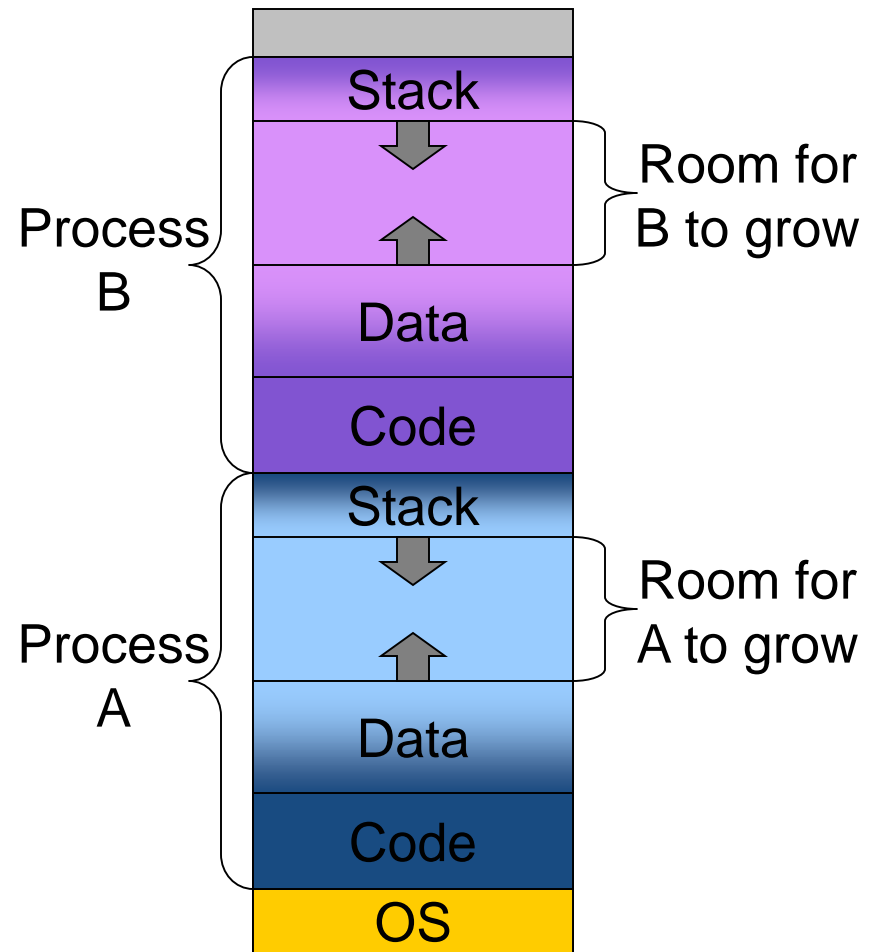 Stack
Room for
B to grow
Process
B
Data
Code
Stack
Room for
A to grow
Process
A
Data
Code
OS